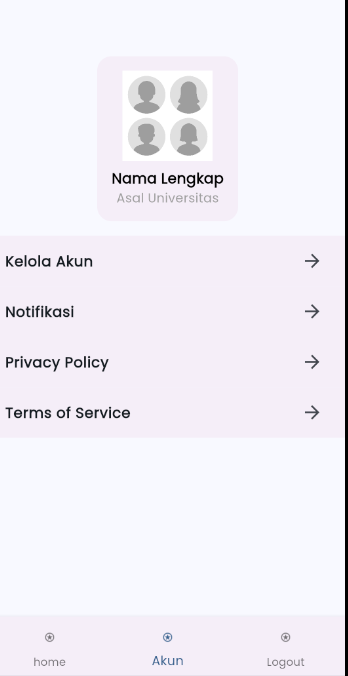 Nama Lengkap
Asal Universitas
Kelola Akun
Notifikasi
Privacy Policy
Terms of Service
home
Akun
Logout